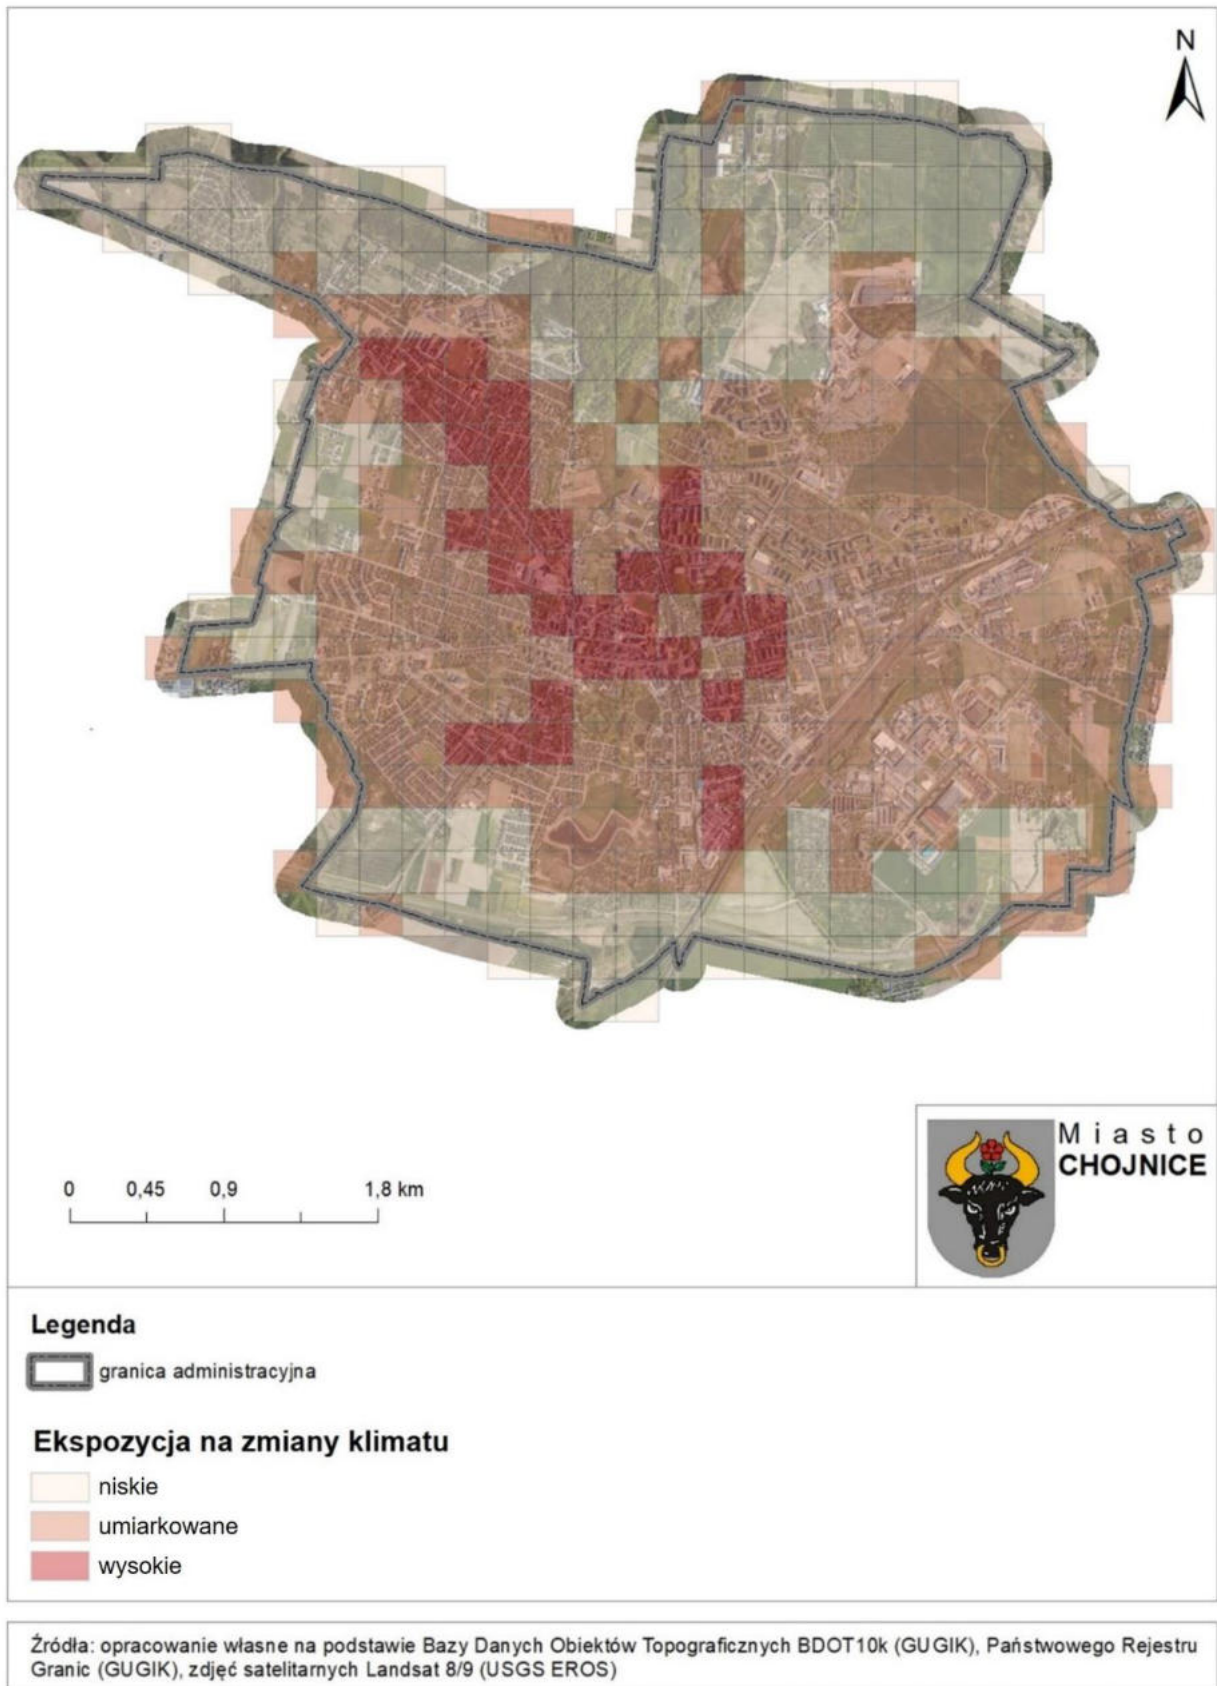 N
0 0,45 0,9 1,8 km
Miasto
CHOJNICE
Legenda
granica administracyjna
Ekspozycja na zmiany klimatu
niskie
umiarkowane
wysokie
Źródła: opracowanie własne na podstawie Bazy Danych Obiektów Topograficznych BDOT10k (GUGIK), Państwowego Rejestru
Granic (GUGIK), zdjęć satelitarnych Landsat 8/9 (USGS EROS)